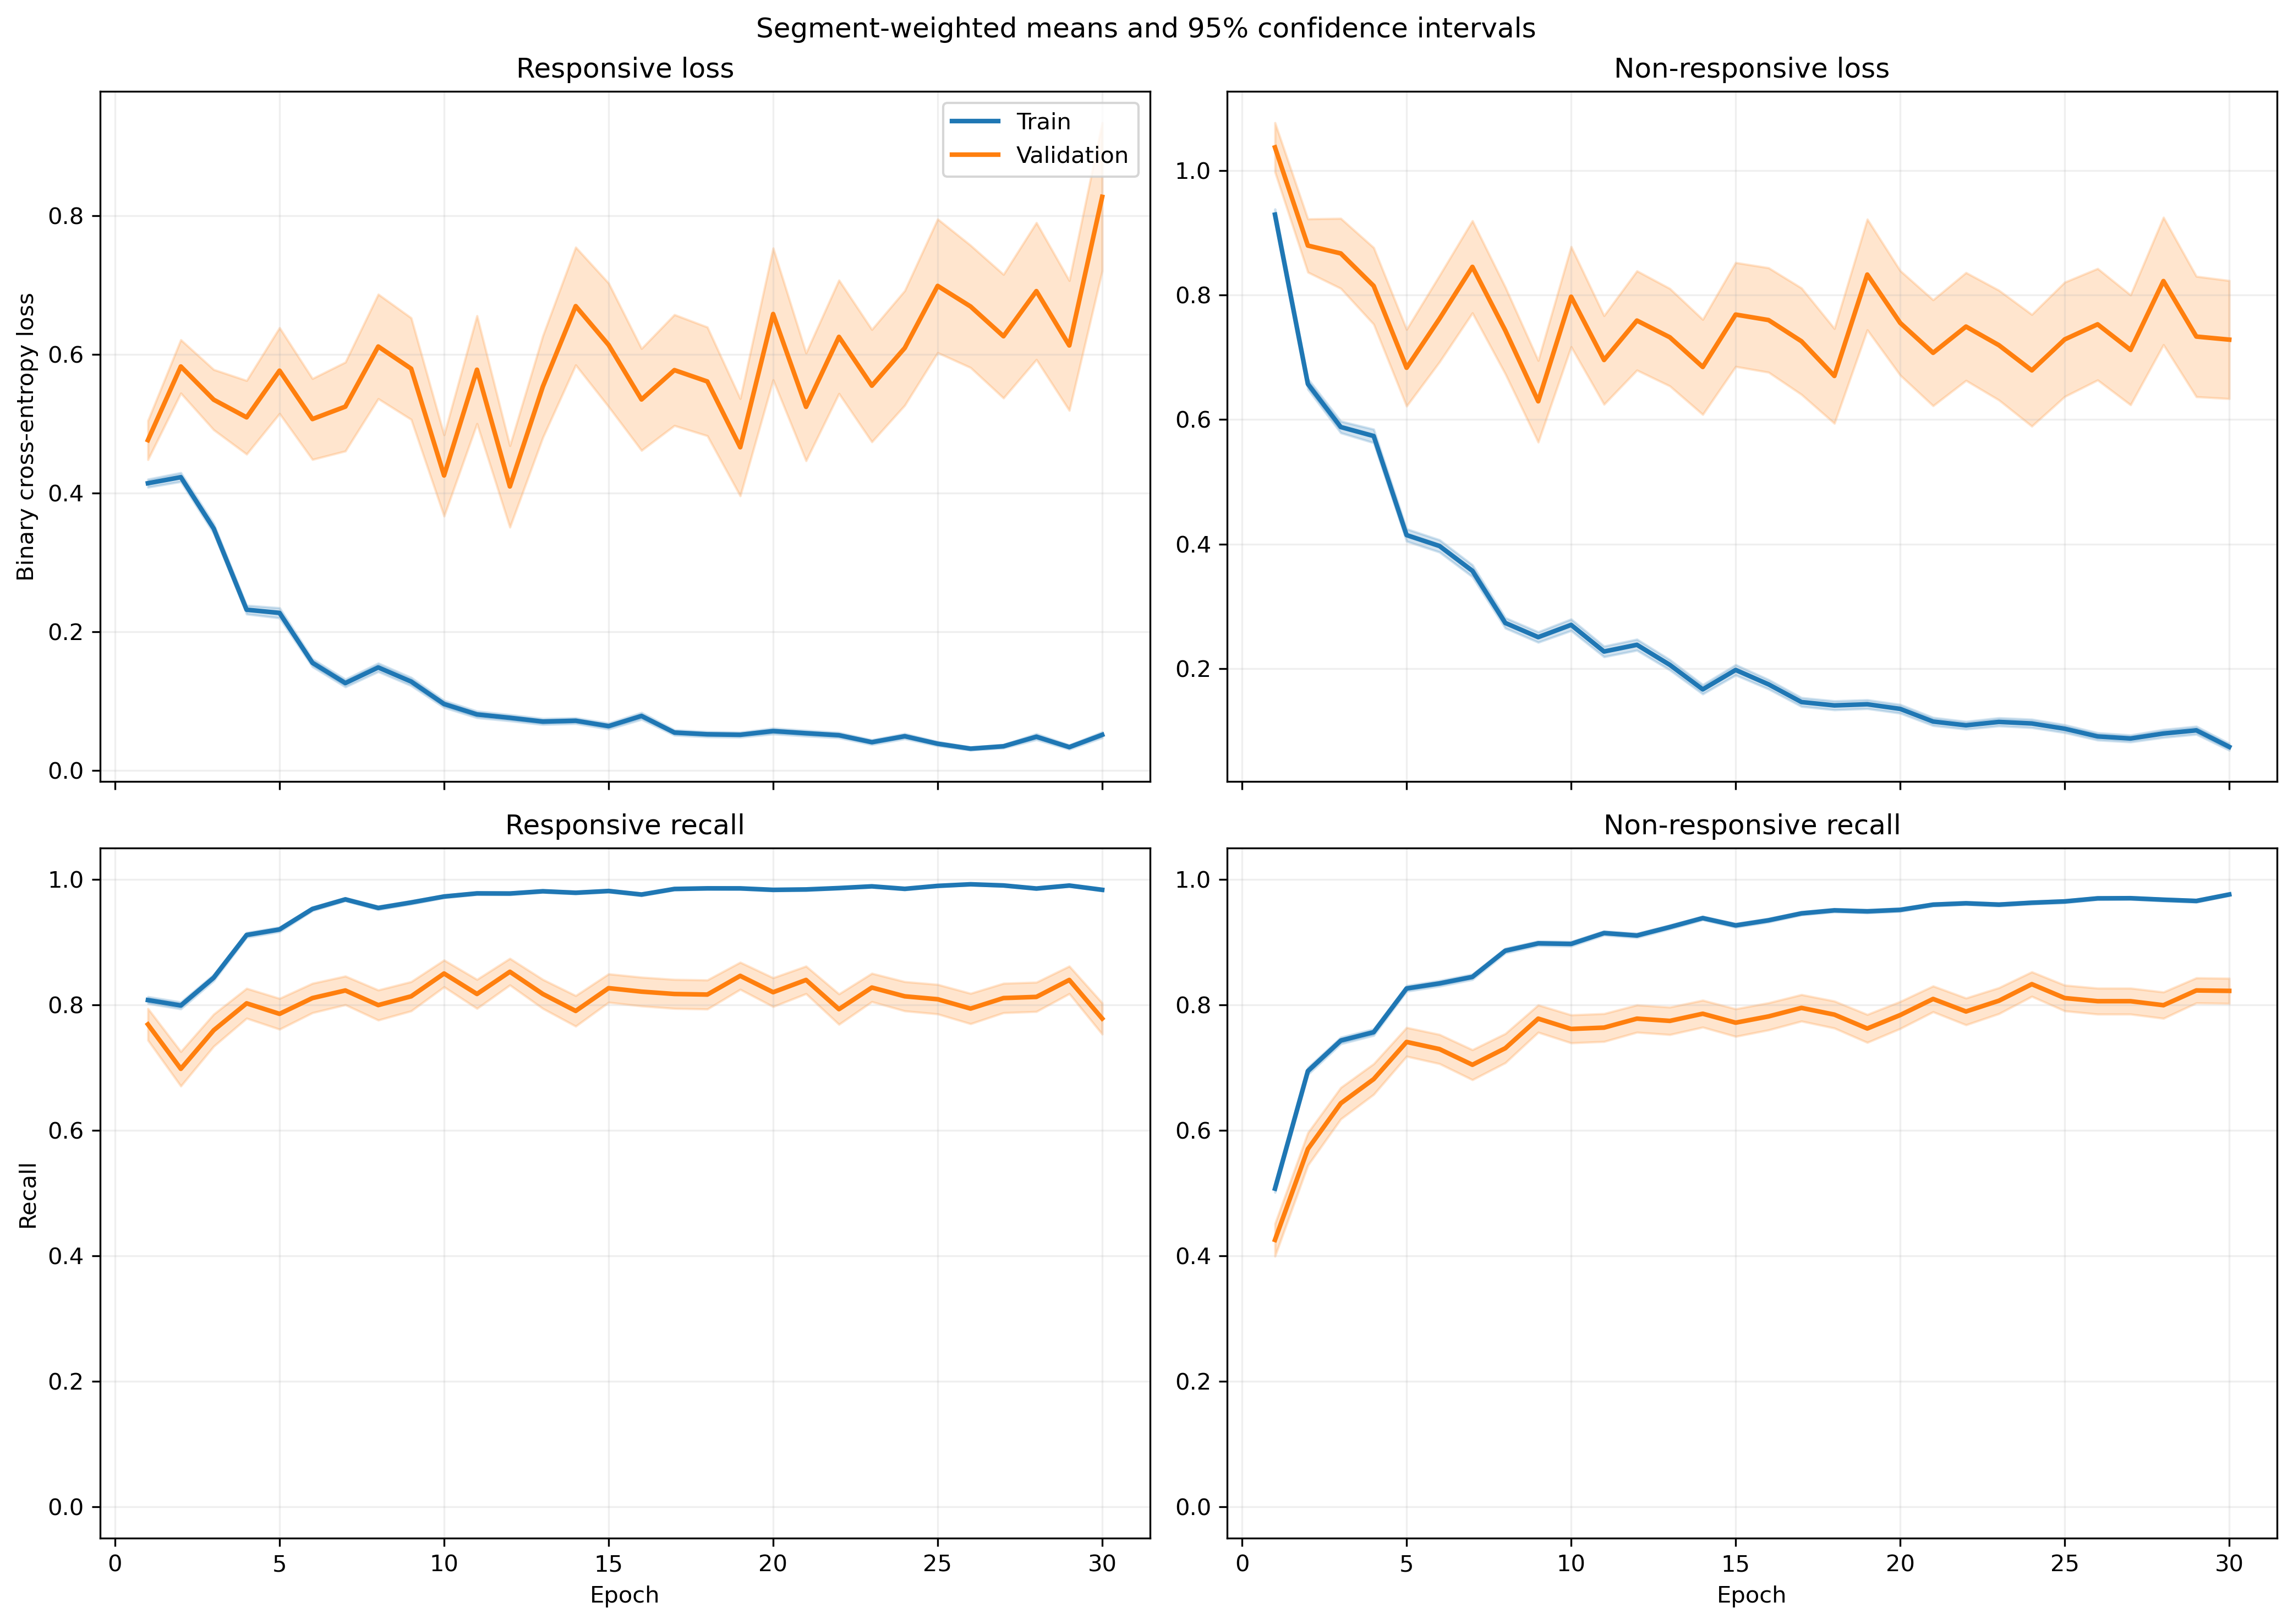 Segment-weighted means and 95% confidence intervals
Responsive loss
Non-responsive loss
Train
Validation
Binary cross-entropy loss
0.8
0.6
0.4
0.2
0.0
1.0
0.8
0.6
0.4
0.2
Responsive recall
Non-responsive recall
Recall
1.0
0.8
0.6
0.4
0.2
0.0
0 5 10 15 20 25 30
Epoch
1.0
0.8
0.6
0.4
0.2
0.0
0 5 10 15 20 25 30
Epoch